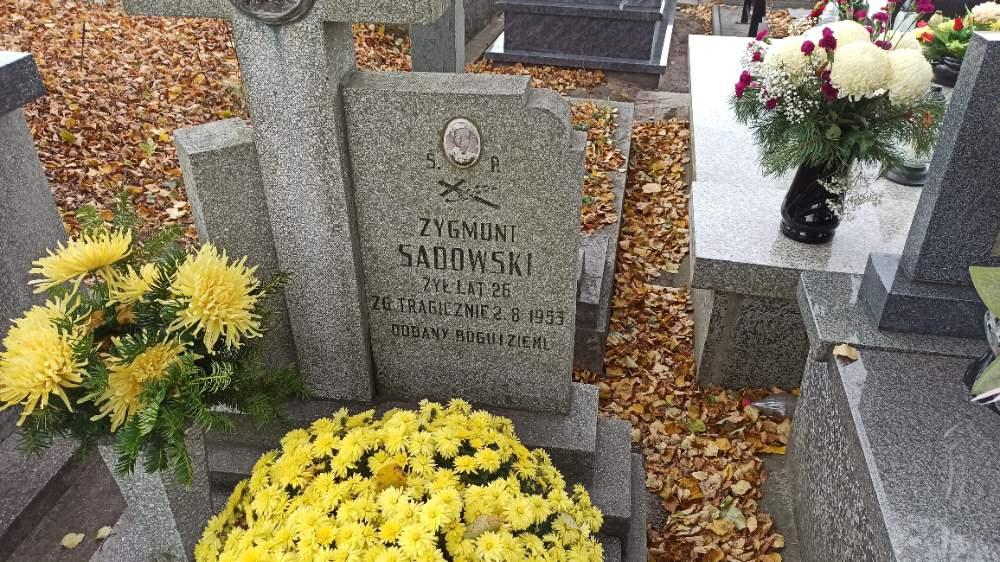 Ś. P.
ZYGMUNT
SADOWSKI
ŻYŁ LAT 26
ZG. TRAGICZNIE 2.8.1953
ODDANY BOGU I ZIEMI